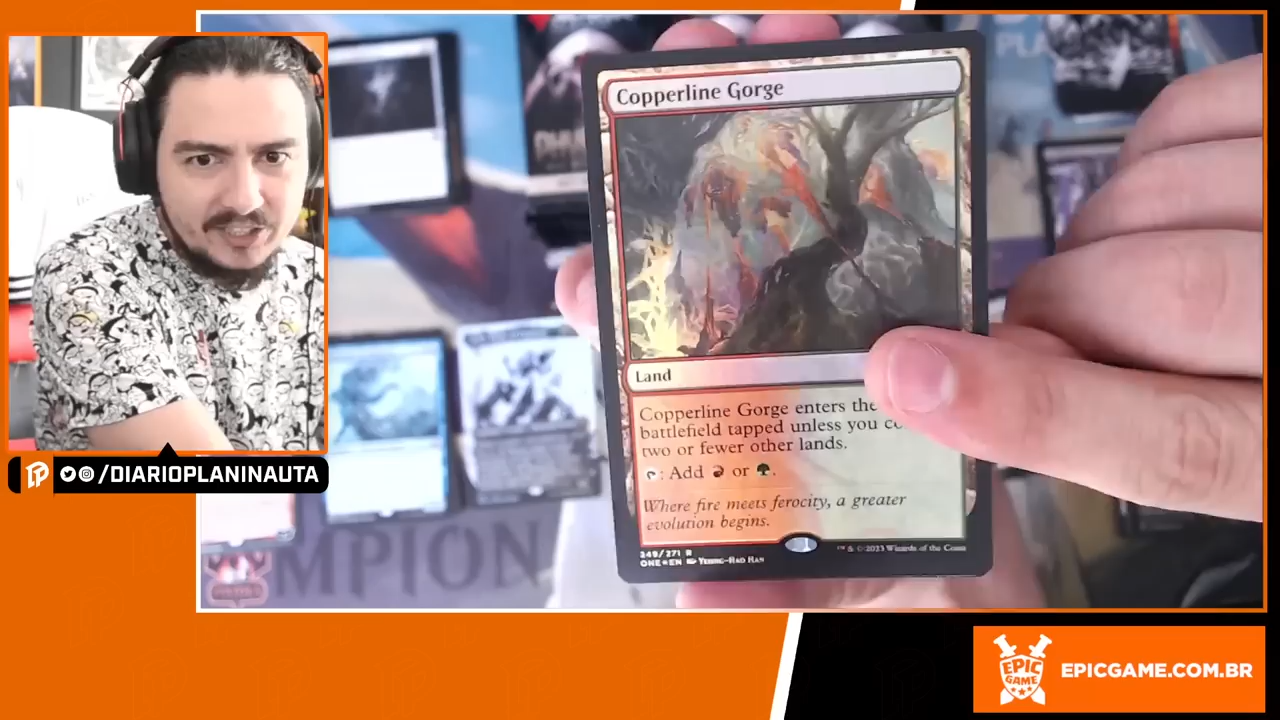 Copperline Gorge
Land
Copperline Gorge enters the
battlefield tapped unless you
two or fewer other lands.
: Add or .
Where fire meets ferocity, a greater
evolution begins.
249/271 R
ONE EN Yeong-Hao Han
™ & ©2023 Wizards of the Coast
/DIARIOPLANINAUTA
MPION
EPIC
GAME
EPICGAME.COM.BR